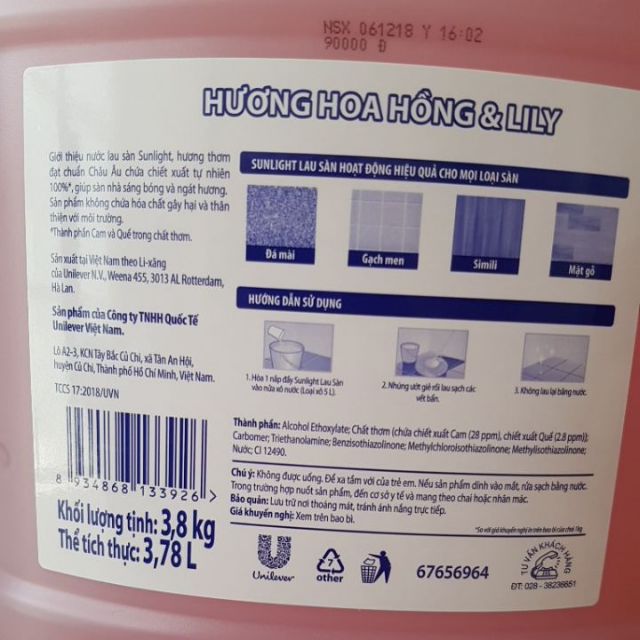 NSX 061218 Y 16:02
90000 Đ
HƯƠNG HOA HỒNG & LILY
Giới thiệu nước lau sàn Sunlight, hương thơm
đạt chuẩn Châu Âu chứa chiết xuất tự nhiên
100%*, giúp sàn nhà sáng bóng và ngát hương.
Sản phẩm không chứa hóa chất gây hại và thân
thiện với môi trường.
*Thành phần Cam và Quế trong chất thơm.
Sản xuất tại Việt Nam theo Li-xăng
của Unilever N.V., Weena 455, 3013 AL Rotterdam,
Hà Lan.
Sản phẩm của Công ty TNHH Quốc Tế
Unilever Việt Nam.
Lô A2-3, KCN Tây Bắc Củ Chi, xã Tân An Hội,
huyện Củ Chi, Thành phố Hồ Chí Minh, Việt Nam.
TCCS 17:2018/UVN
8 934868 133926 >
Khối lượng tịnh: 3,8 kg
Thể tích thực: 3,78 L
SUNLIGHT LAU SÀN HOẠT ĐỘNG HIỆU QUẢ CHO MỌI LOẠI SÀN
Đá mài
Gạch men
Simili
Mặt gỗ
HƯỚNG DẪN SỬ DỤNG
1. Hòa 1 nắp đầy Sunlight Lau Sàn
vào nửa xô nước (Loại xô 5 L).
2. Nhúng ướt giẻ rồi lau sạch các
vết bẩn.
3. Không lau lại bằng nước.
Thành phần: Alcohol Ethoxylate; Chất thơm (chứa chiết xuất Cam (28 ppm), chiết xuất Quế (2.8 ppm));
Carbomer; Triethanolamine; Benzisothiazolinone; Methylchloroisothiazolinone; Methylisothiazolinone;
Nước; CI 12490.
Chú ý: Không được uống. Để xa tầm với của trẻ em. Nếu sản phẩm dính vào mắt, rửa sạch bằng nước.
Trong trường hợp nuốt sản phẩm, đến cơ sở y tế và mang theo chai hoặc nhãn mác.
Bảo quản: Lưu trữ nơi thoáng mát, tránh ánh nắng trực tiếp.
Giá khuyến nghị: Xem trên bao bì.
*So với giá khuyến nghị in trên bao bì của chai 1kg
Unilever
7
other
67656964
TƯ VẤN KHÁCH HÀNG
ĐT: 028 - 38236651